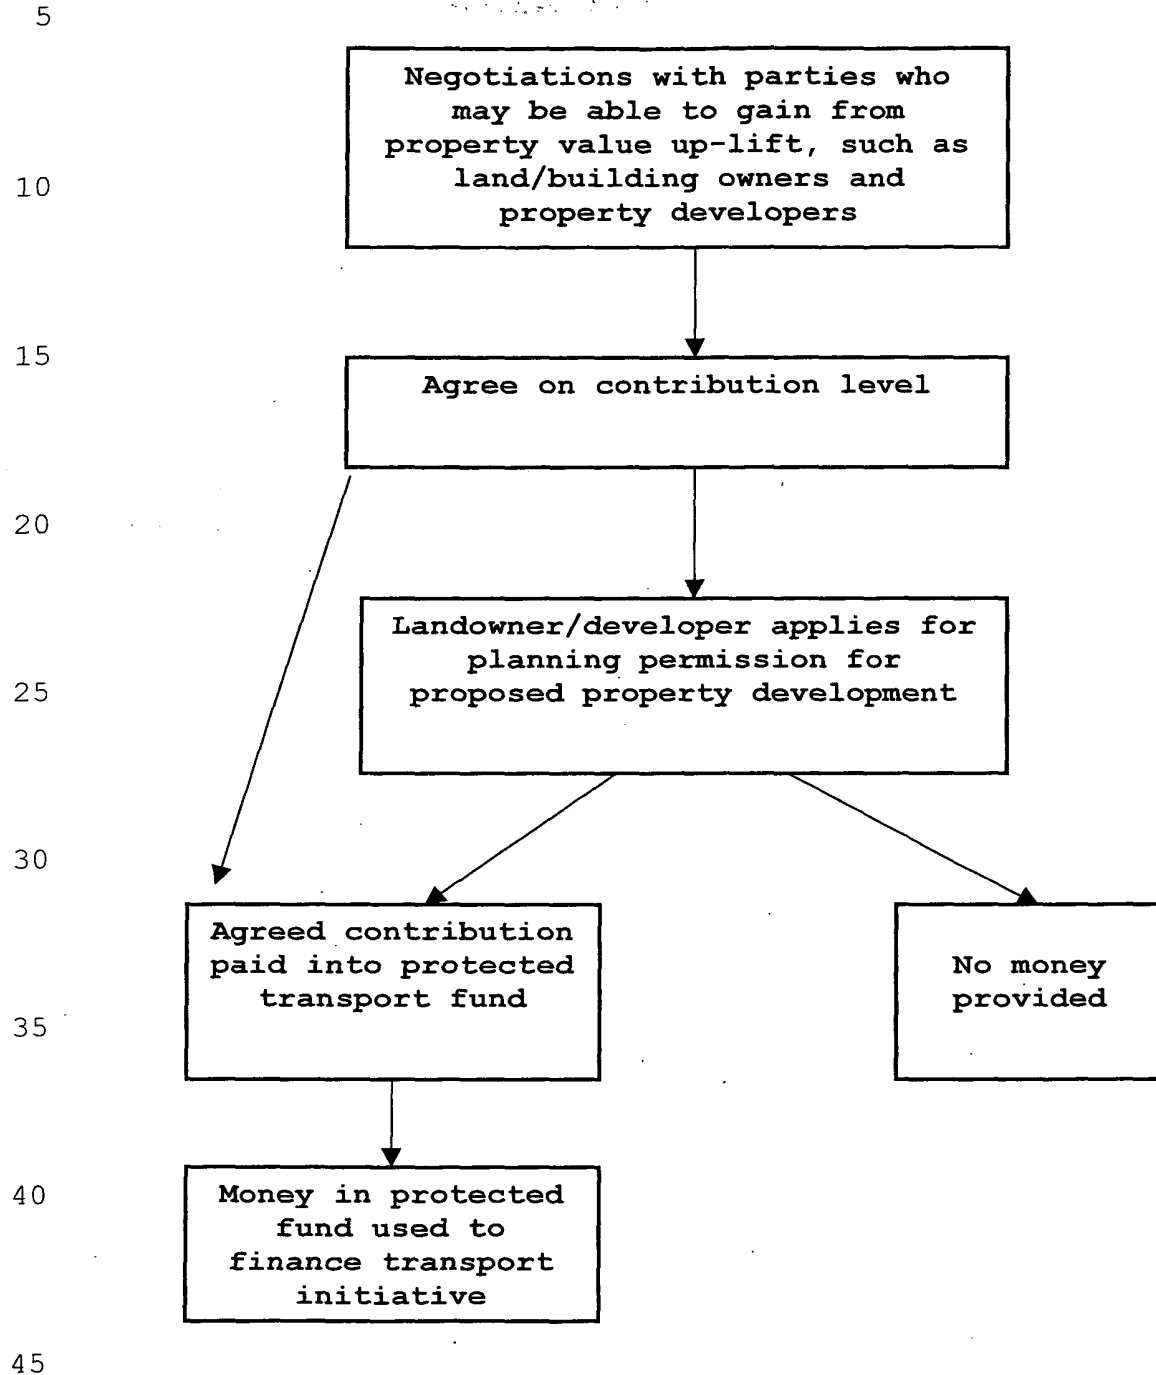 5
Negotiations with parties who
may be able to gain from
property value up-lift, such as
10
land/building owners and
property developers
15
Agree on contribution level
20
Landowner/developer applies for
planning permission for
25
proposed property development
30
Agreed contribution
paid into protected
transport fund
No money
provided
35
40
Money in protected
fund used to
finance transport
initiative
45